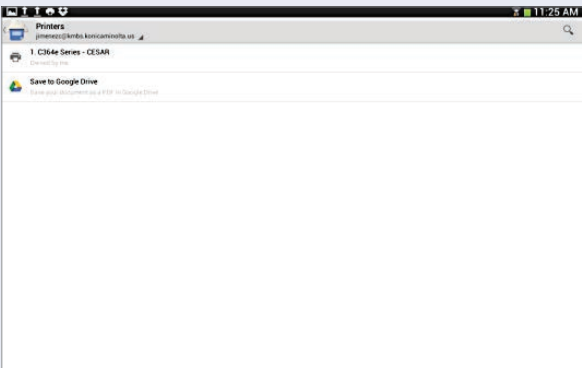 11:25 AM
Printers
jimenezc@kmbs.konicaminolta.us
1. C364e Series - CESAR
Owned by me
Save to Google Drive
Save your document as a PDF in Google Drive